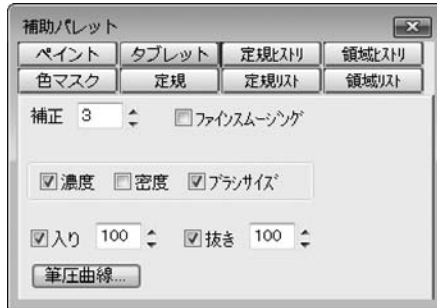 補助パレット
ペイント タブレット 定規ﾋｽﾄﾘ 領域ﾋｽﾄﾘ
色マスク 定規 定規ﾘｽﾄ 領域ﾘｽﾄ
補正 3 ﾌｧｲﾝｽﾑｰｼﾞﾝｸﾞ
濃度 密度 ﾌﾞﾗｼｻｲｽﾞ
入り 100 抜き 100
筆圧曲線...